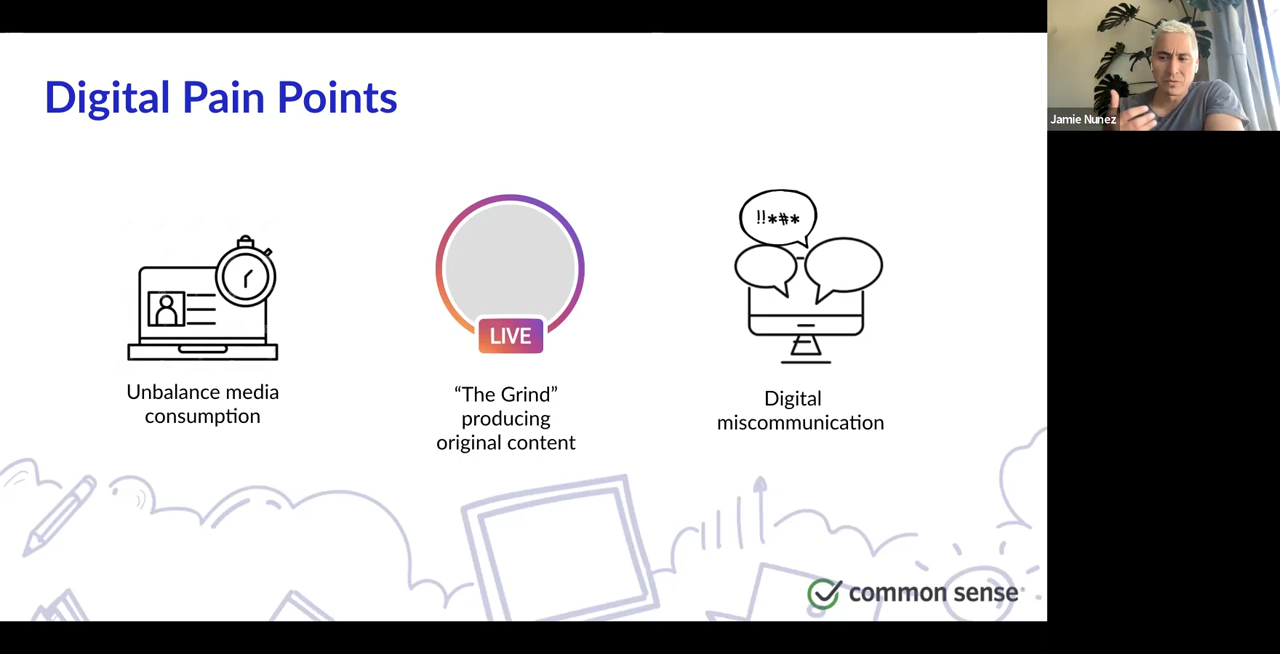 Digital Pain Points
Jamie Nunez
!!*#*
LIVE
Unbalance media
consumption
“The Grind”
producing
original content
Digital
miscommunication
common sense®